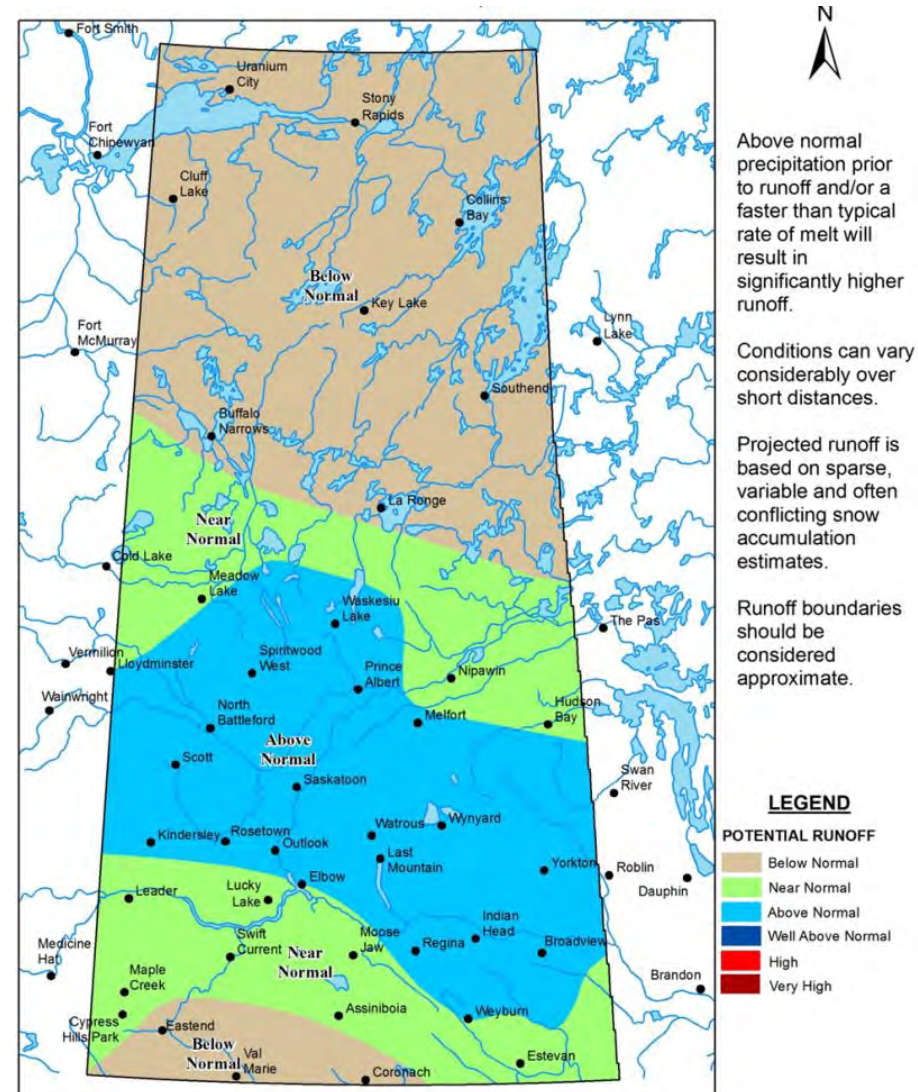 Fort Smith
N
Uranium
City
Stony
Rapids
Fort
Chipewyan
Cluff
Lake
Collins
Bay
Below
Normal
Key Lake
Fort
McMurray
Lynn
Lake
Southend
Buffalo
Narrows
La Ronge
Near
Normal
Cold Lake
Meadow
Lake
Waskesiu
Lake
The Pas
Vermilion
Lloydminster
Spiritwood
West
Prince
Albert
Nipawin
Wainwright
North
Battleford
Melfort
Hudson
Bay
Above
Normal
Scott
Saskatoon
Swan
River
Kindersley
Rosetown
Outlook
Watrous
Wynyard
Last
Mountain
Yorkton
Roblin
Dauphin
Elbow
Leader
Lucky
Lake
Medicine
Hat
Swift
Current
Near
Normal
Moose
Jaw
Regina
Indian
Head
Broadview
Brandon
Maple
Creek
Cypress
Hills Park
Assiniboia
Weyburn
Eastend
Below
Normal
Val
Marie
Coronach
Estevan
Above normal
precipitation prior
to runoff and/or a
faster than typical
rate of melt will
result in
significantly higher
runoff.
Conditions can vary
considerably over
short distances.
Projected runoff is
based on sparse,
variable and often
conflicting snow
accumulation
estimates.
Runoff boundaries
should be
considered
approximate.
LEGEND
POTENTIAL RUNOFF
Below Normal
Near Normal
Above Normal
Well Above Normal
High
Very High